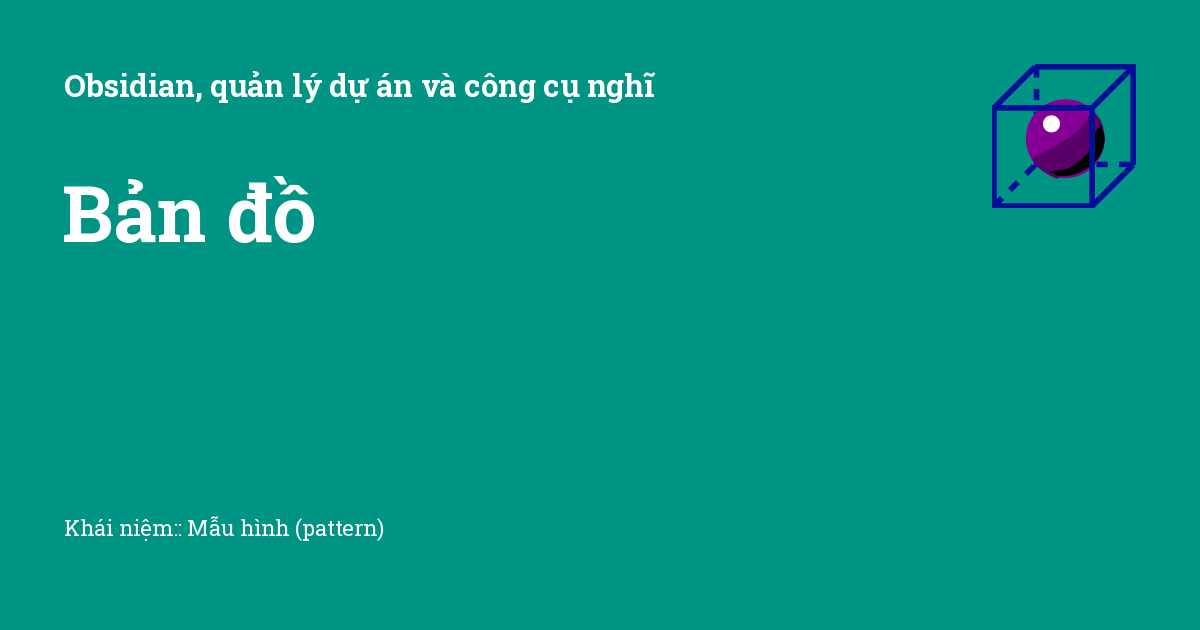 Obsidian, quản lý dự án và công cụ nghĩ
Bản đồ
Khái niệm:: Mẫu hình (pattern)